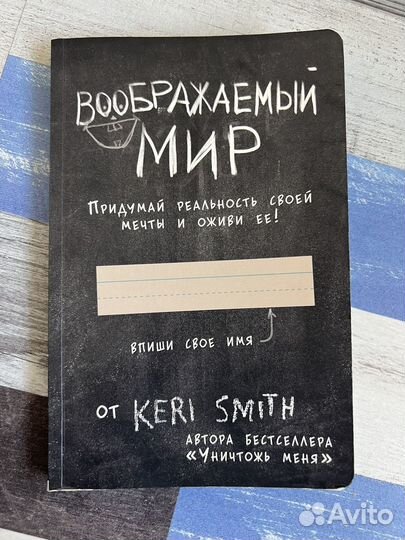 ВООБРАЖАЕМЫЙ
МИР
ПРИДУМАЙ РЕАЛЬНОСТЬ СВОЕЙ
МЕЧТЫ И ОЖИВИ ЕЕ!
ВПИШИ СВОЕ ИМЯ
ОТ KERI SMITH
АВТОРА БЕСТСЕЛЛЕРА
«УНИЧТОЖЬ МЕНЯ»
Avito